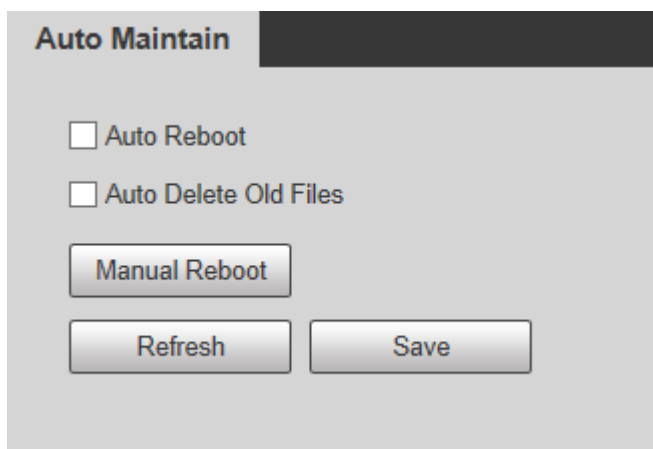 Auto Maintain
Auto Reboot
Auto Delete Old Files
Manual Reboot
Refresh Save